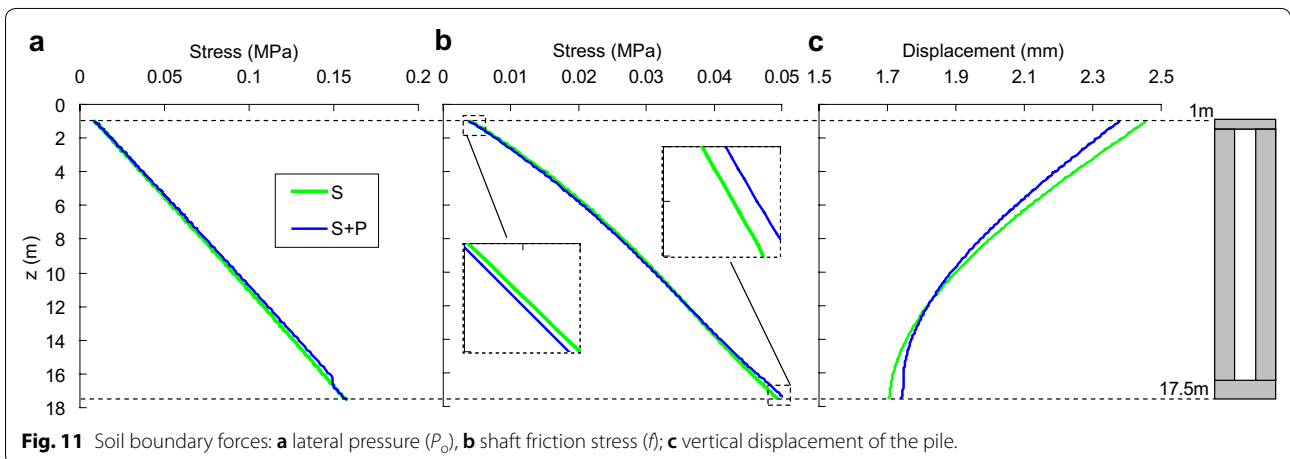 a
Stress (MPa)
0 0.05 0.1 0.15 0.2
b
Stress (MPa)
0 0.01 0.02 0.03 0.04 0.05
c
Displacement (mm)
1.5 1.7 1.9 2.1 2.3 2.5
z (m)
0
2
4
6
8
10
12
14
16
18
S
S+P
1m
17.5m
Fig. 11 Soil boundary forces: a lateral pressure (Po), b shaft friction stress (f); c vertical displacement of the pile.